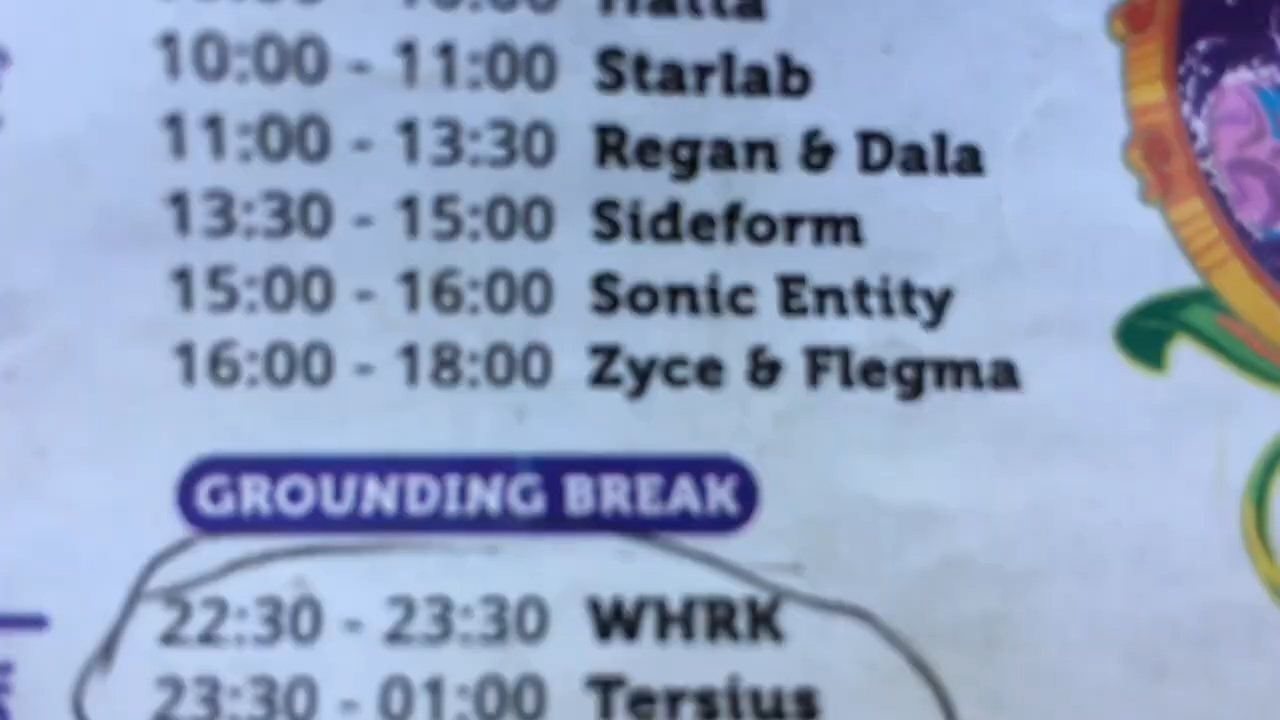 10:00 - 11:00 Starlab
11:00 - 13:30 Regan & Dala
13:30 - 15:00 Sideform
15:00 - 16:00 Sonic Entity
16:00 - 18:00 Zyce & Flegma
GROUNDING BREAK
22:30 - 23:30 WHRK
23:30 - 01:00 Tersius